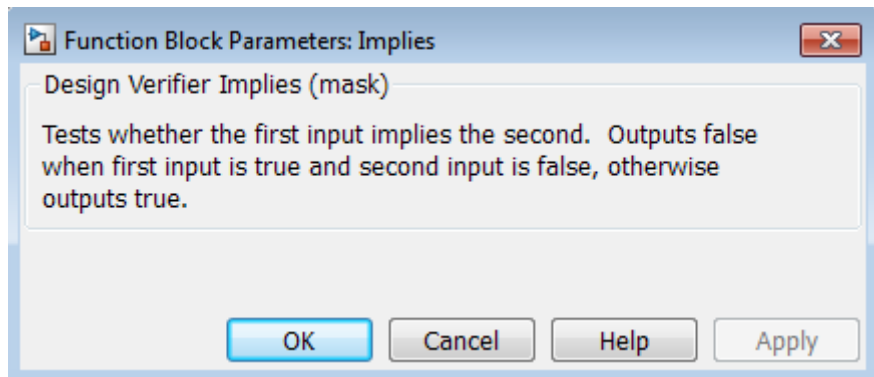 Function Block Parameters: Implies
Design Verifier Implies (mask)
Tests whether the first input implies the second.  Outputs false
when first input is true and second input is false, otherwise
outputs true.
OK Cancel Help Apply